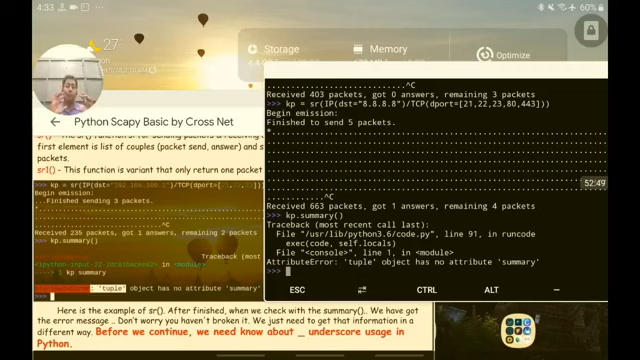 4:33
60%
27°
Storage
Memory
Optimize
Python Scapy Basic by Cross Net
first element is list of couples (packet send, answer) and s
packets.
sr1() - This function is variant that only return one packet
Begin emission:
...Finished sending 3 packets.
Received 235 packets, got 1 answers, remaining 2 packets
>>> kp.summary()
Traceback (most recent
in <module>
1 kp summary
: 'tuple' object has no attribute 'summary'
>>>
Here is the example of sr(). After finished, when we check with the summary().. We have got
the error message .. Don't worry you haven't broken it. We just need to get that information in a
different way. Before we continue, we need know about _ underscore usage in
Python.
............................^C
Received 403 packets, got 0 answers, remaining 3 packets
>>> kp = sr(IP(dst="8.8.8.8")/TCP(dport=[21,22,23,80,443]))
Begin emission:
Finished to send 5 packets.
^C
Received 663 packets, got 1 answers, remaining 4 packets
>>> kp.summary()
Traceback (most recent call last):
File "/usr/lib/python3.6/code.py", line 91, in runcode
exec(code, self.locals)
File "<console>", line 1, in <module>
AttributeError: 'tuple' object has no attribute 'summary'
>>>
52:49
ESC
CTRL
ALT